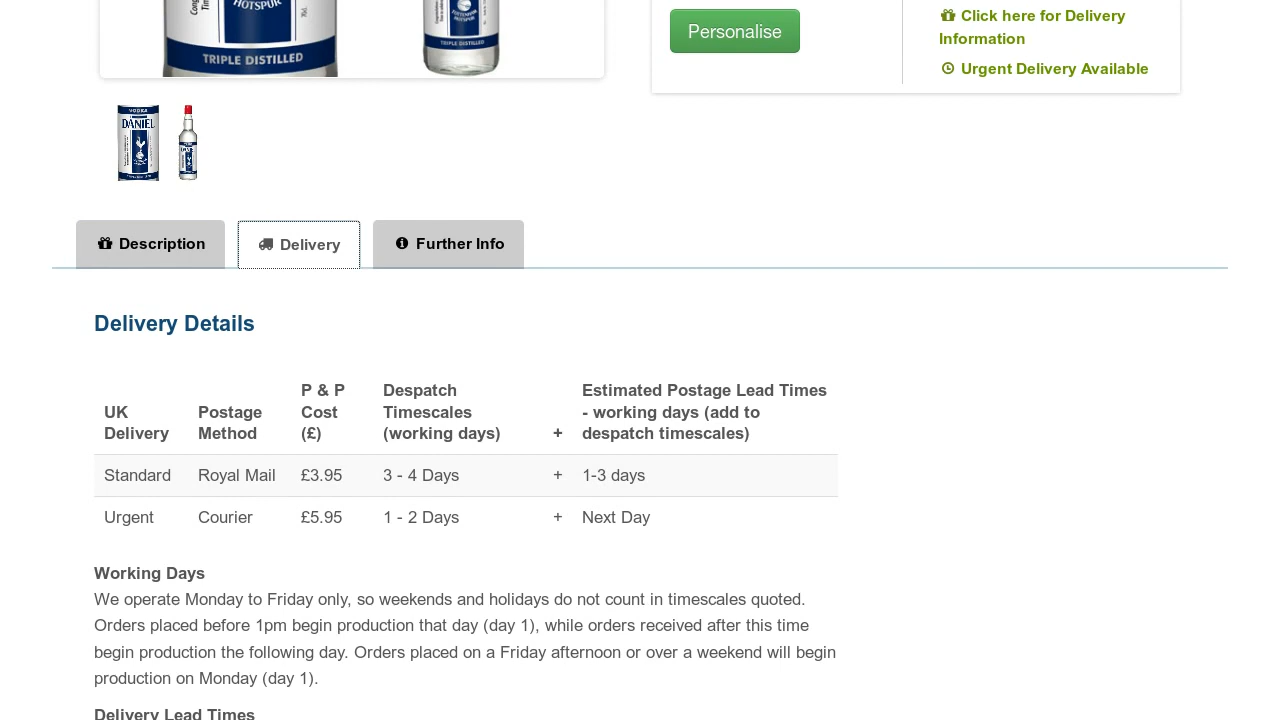 HOTSPUR
TRIPLE DISTILLED
TOTTENHAM
HOTSPUR
TRIPLE DISTILLED
Personalise
Click here for Delivery
Information
Urgent Delivery Available
VODKA
DANIEL
Description
Delivery
Further Info
Delivery Details
UK Delivery
Postage Method
P & P Cost (£)
Despatch Timescales (working days)
+
Estimated Postage Lead Times - working days (add to despatch timescales)
Standard Royal Mail £3.95 3 - 4 Days + 1-3 days
Urgent Courier £5.95 1 - 2 Days + Next Day
Working Days
We operate Monday to Friday only, so weekends and holidays do not count in timescales quoted.
Orders placed before 1pm begin production that day (day 1), while orders received after this time
begin production the following day. Orders placed on a Friday afternoon or over a weekend will begin
production on Monday (day 1).
Delivery Lead Times